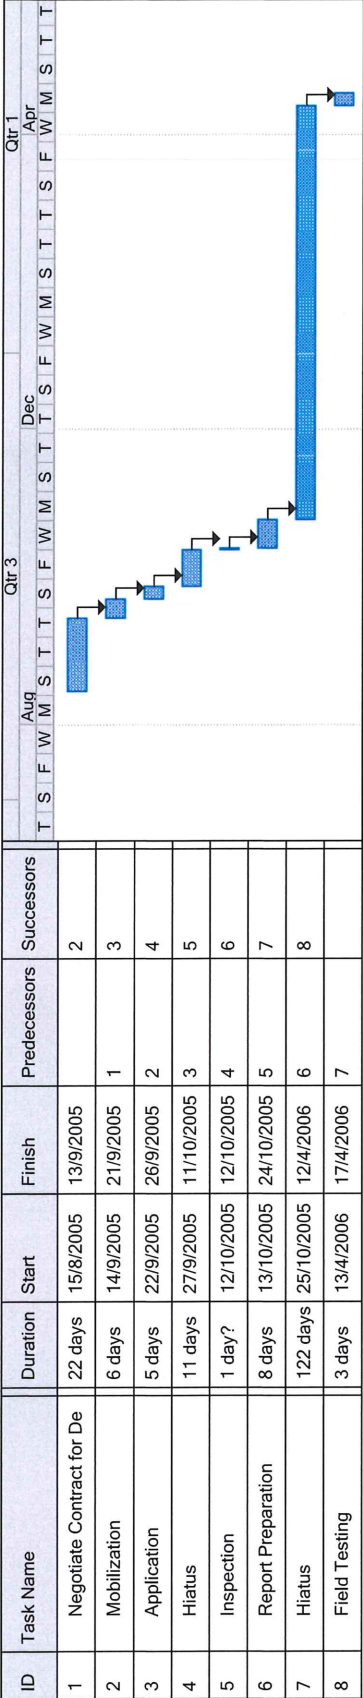 ID Task Name Duration Start Finish Predecessors Successors
Qtr 3 Qtr 1
Aug Dec Apr
T S F W M S T T S F W M S T T S F W M S T T S F W M S T T
1 Negotiate Contract for De 22 days 15/8/2005 13/9/2005 2
2 Mobilization 6 days 14/9/2005 21/9/2005 1 3
3 Application 5 days 22/9/2005 26/9/2005 2 4
4 Hiatus 11 days 27/9/2005 11/10/2005 3 5
5 Inspection 1 day? 12/10/2005 12/10/2005 4 6
6 Report Preparation 8 days 13/10/2005 24/10/2005 5 7
7 Hiatus 122 days 25/10/2005 12/4/2006 6 8
8 Field Testing 3 days 13/4/2006 17/4/2006 7